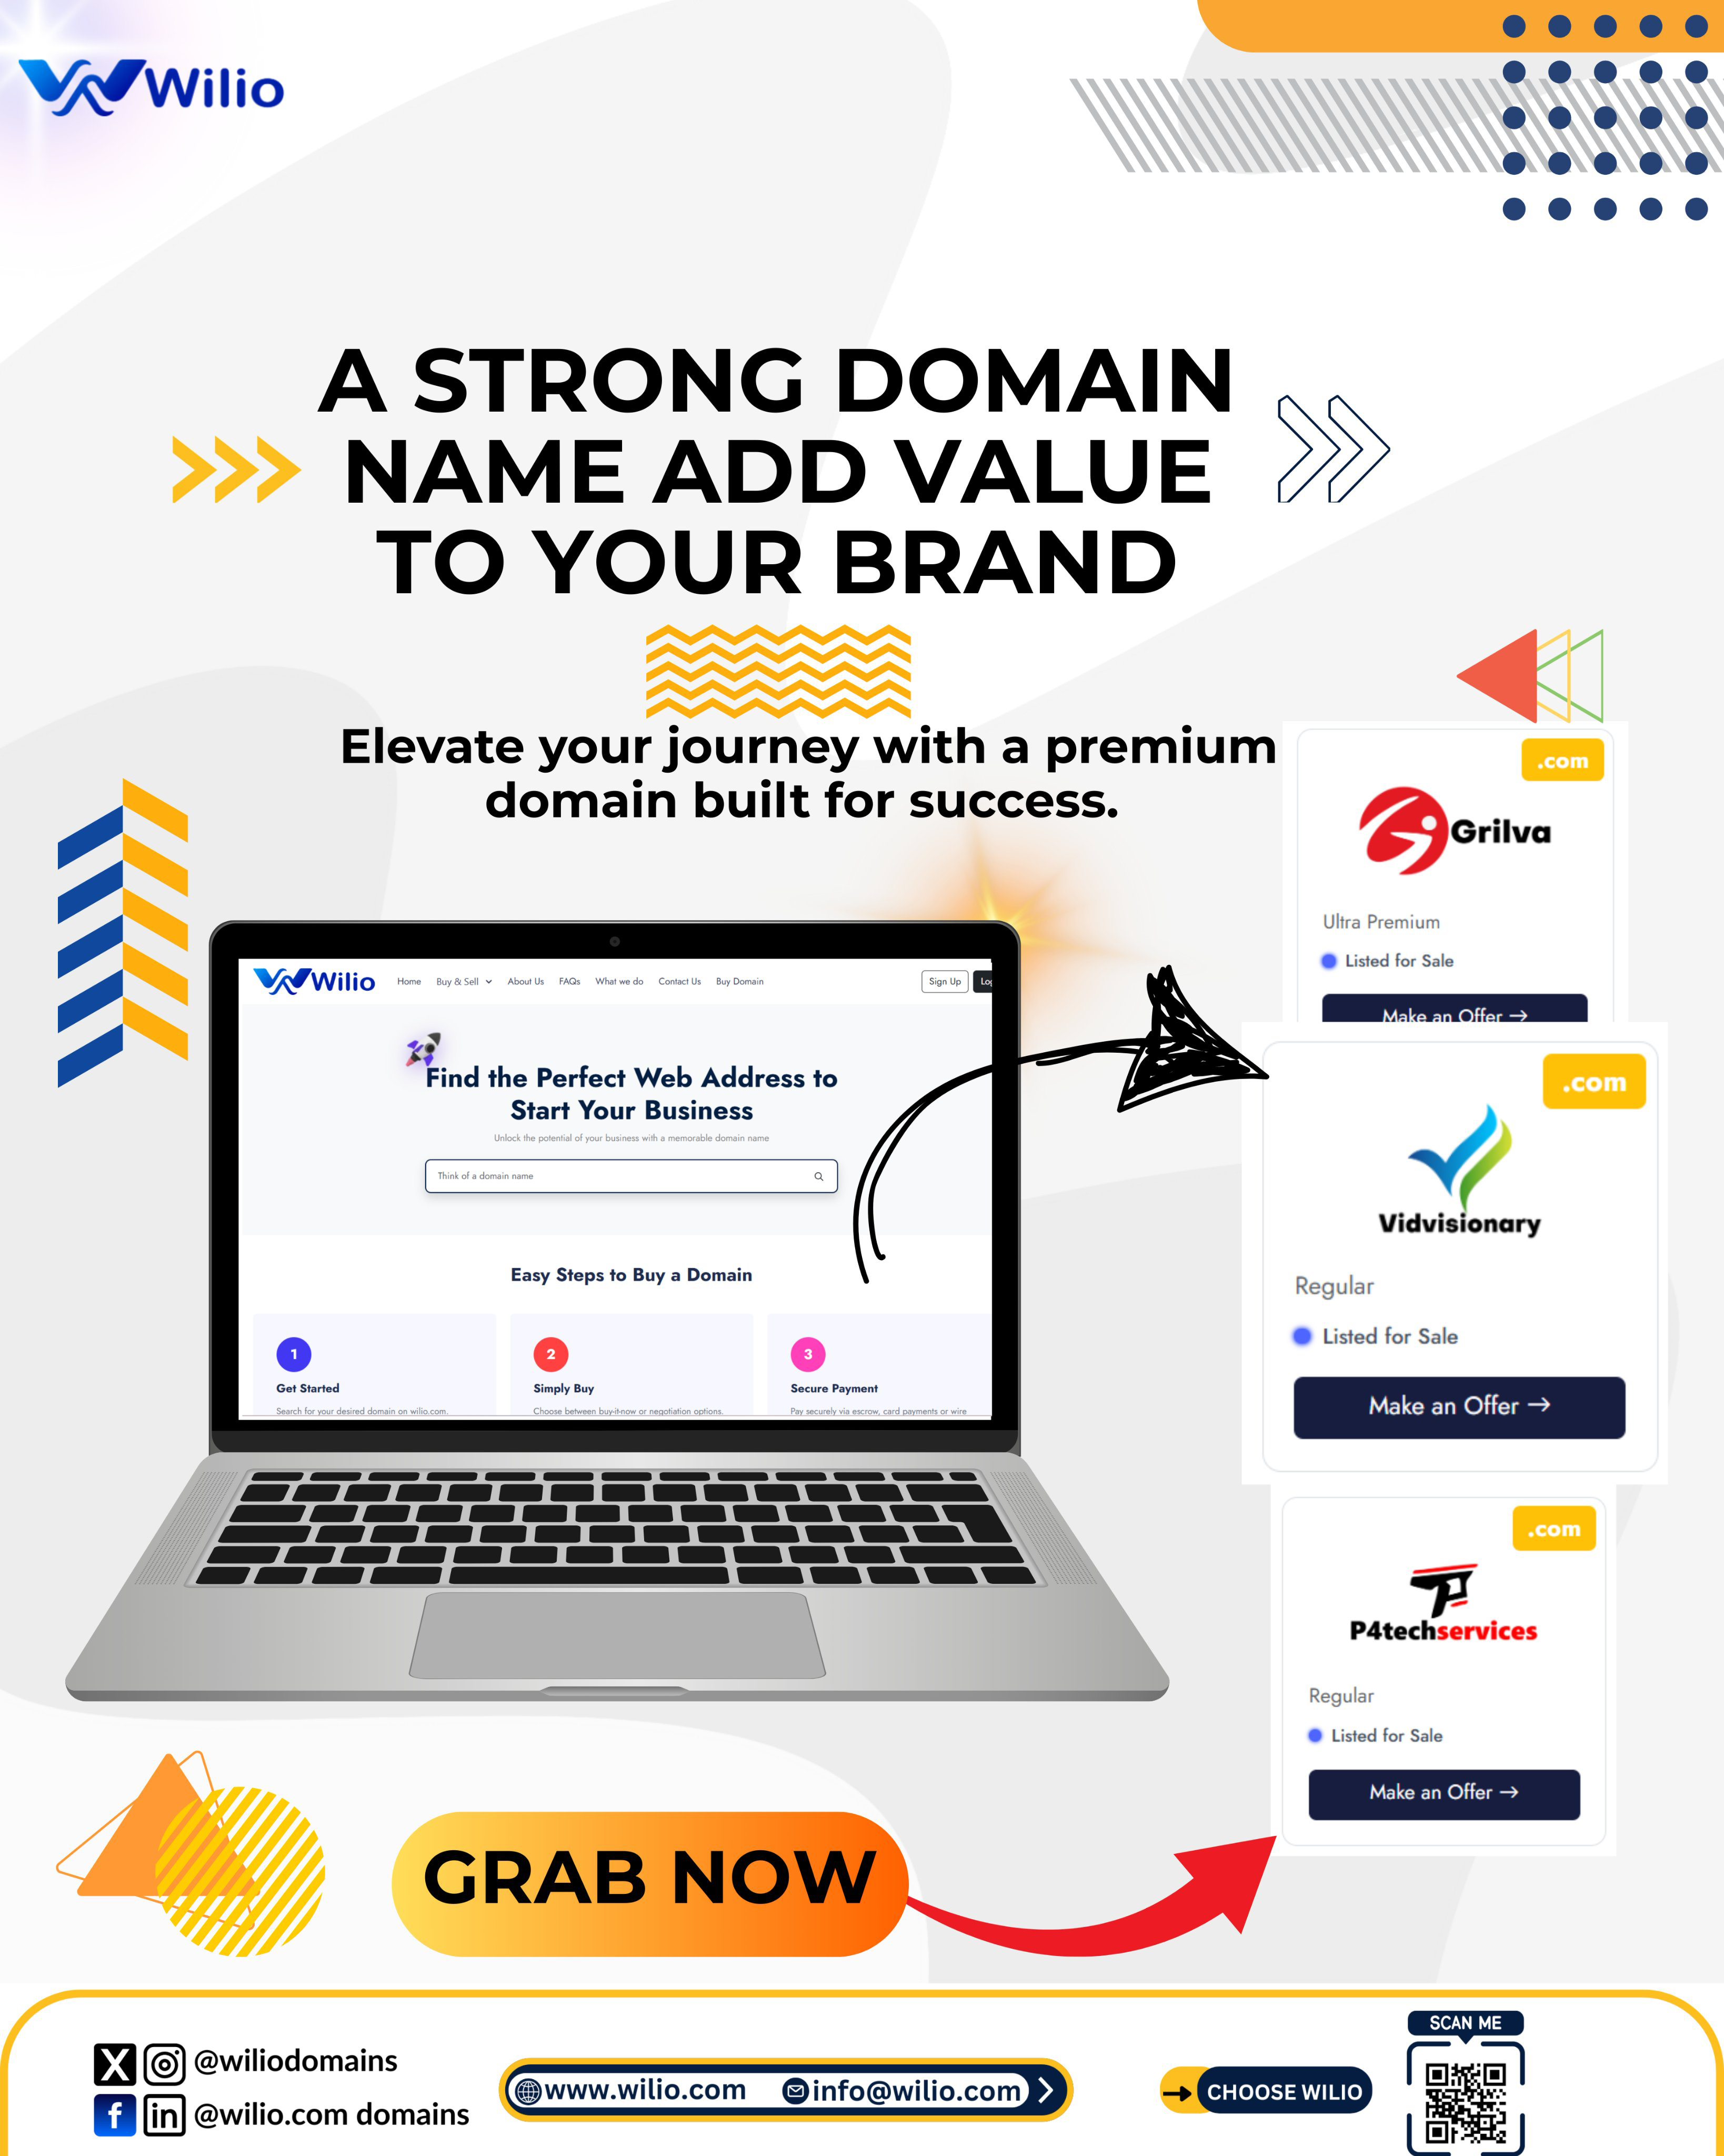 Wilio
A STRONG DOMAIN
NAME ADD VALUE
TO YOUR BRAND
Elevate your journey with a premium
domain built for success.
Wilio
Home Buy & Sell About Us FAQs What we do Contact Us Buy Domain Sign Up
Find the Perfect Web Address to
Start Your Business
Unlock the potential of your business with a memorable domain name
Think of a domain name
Easy Steps to Buy a Domain
1
Get Started
Search for your desired domain on wilio.com.
2
Simply Buy
Choose between buy-it-now or negotiation options.
3
Secure Payment
Pay securely via escrow, card payments or wire
.com
Grilva
Ultra Premium
Listed for Sale
Make an Offer →
.com
Vidvisionary
Regular
Listed for Sale
Make an Offer →
.com
P4techservices
Regular
Listed for Sale
Make an Offer →
GRAB NOW
@wiliodomains
@wilio.com domains
www.wilio.com info@wilio.com
CHOOSE WILIO
SCAN ME